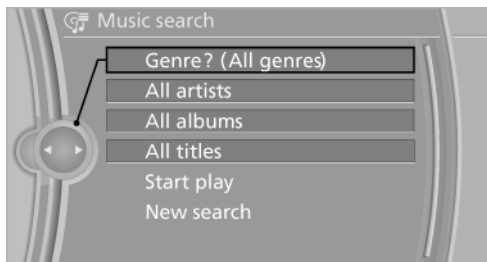 Music search
Genre? (All genres)
All artists
All albums
All titles
Start play
New search